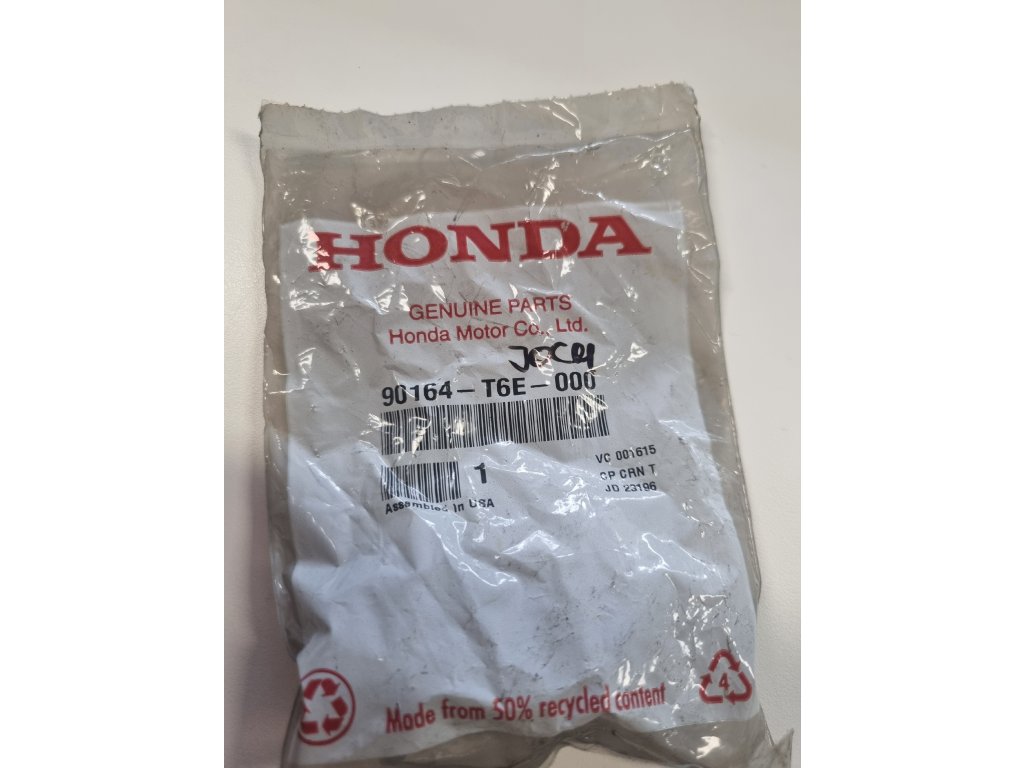 HONDA
GENUINE PARTS
Honda Motor Co., Ltd.
90164-T6E-000
1
VC 001615
CRN T
JD 23196
Assembled in USA
4
Made from 50% recycled content